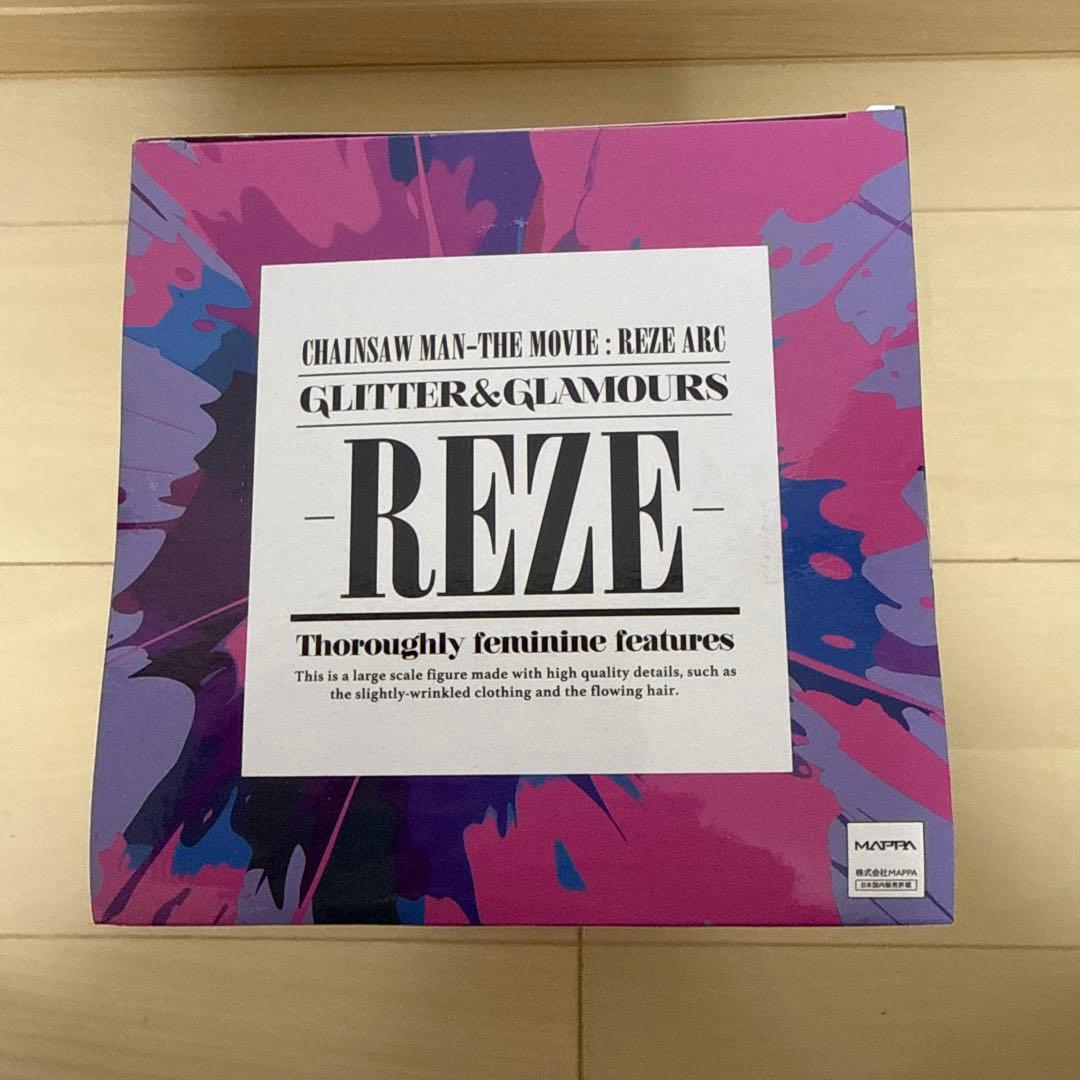 CHAINSAW MAN-THE MOVIE : REZE ARC
GLITTER&GLAMOURS
-REZE-
Thoroughly feminine features
This is a large scale figure made with high quality details, such as
the slightly-wrinkled clothing and the flowing hair.
MAPPA
株式会社MAPPA
日本国内販売許諾